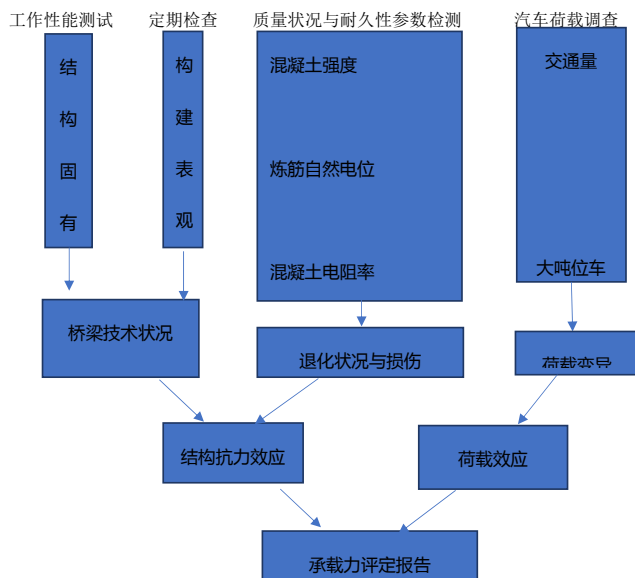 工作性能测试
定期检查
质量状况与耐久性参数检测
汽车荷载调查
结
构
固
有
构
建
表
观
混凝土强度
炼筋自然电位
混凝土电阻率
交通量
大吨位车
桥梁技术状况
退化状况与损伤
荷载变异
结构抗力效应
荷载效应
承载力评定报告